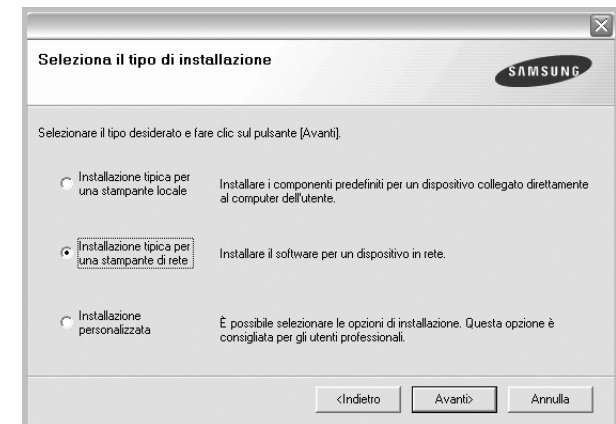 Seleziona il tipo di installazione
SAMSUNG
Selezionare il tipo desiderato e fare clic sul pulsante [Avanti].
Installazione tipica per
una stampante locale
Installare i componenti predefiniti per un dispositivo collegato direttamente
al computer dell'utente.
Installazione tipica per
una stampante di rete
Installare il software per un dispositivo in rete.
Installazione
personalizzata
È possibile selezionare le opzioni di installazione. Questa opzione è
consigliata per gli utenti professionali.
<Indietro
Avanti>
Annulla